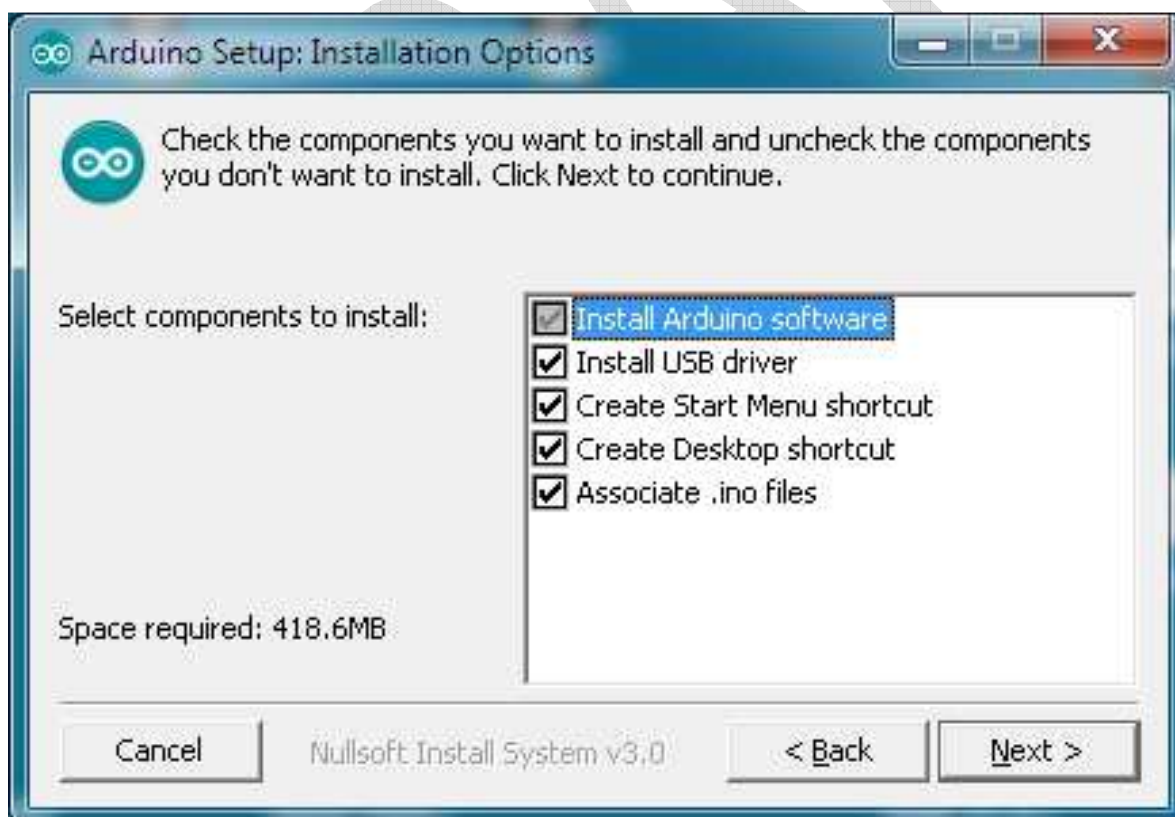 Arduino Setup: Installation Options
Check the components you want to install and uncheck the components
you don't want to install. Click Next to continue.
Select components to install:
Install Arduino software
Install USB driver
Create Start Menu shortcut
Create Desktop shortcut
Associate .ino files
Space required: 418.6MB
Cancel
Nullsoft Install System v3.0
< Back
Next >